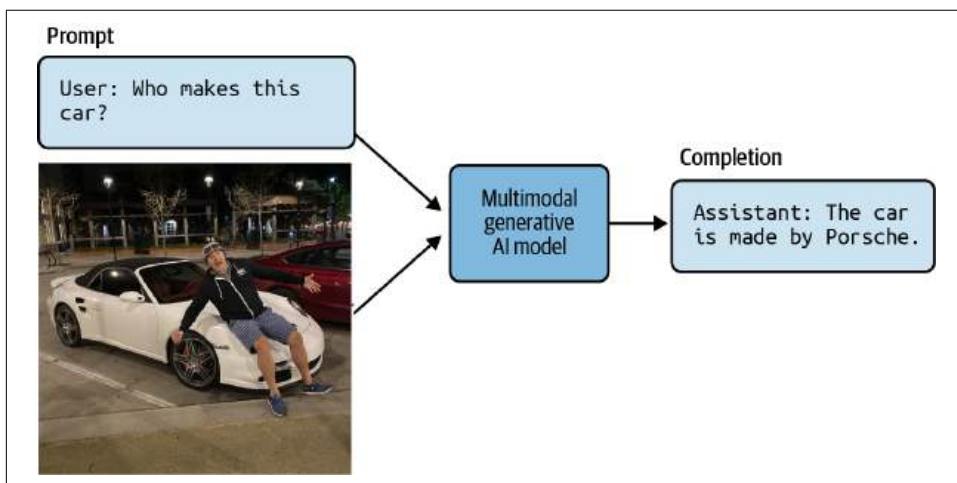 Prompt
User: Who makes this
car?
Multimodal
generative
AI model
Completion
Assistant: The car
is made by Porsche.